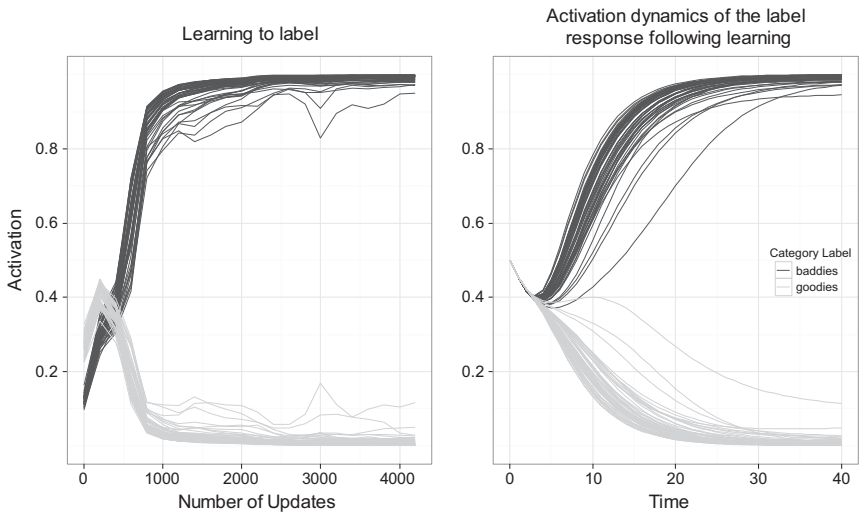 Learning to label
Activation dynamics of the label
response following learning
Activation
0.8
0.6
0.4
0.2
0 1000 2000 3000 4000
Number of Updates
0.8
0.6
0.4
0.2
0 10 20 30 40
Time
Category Label
baddies
goodies